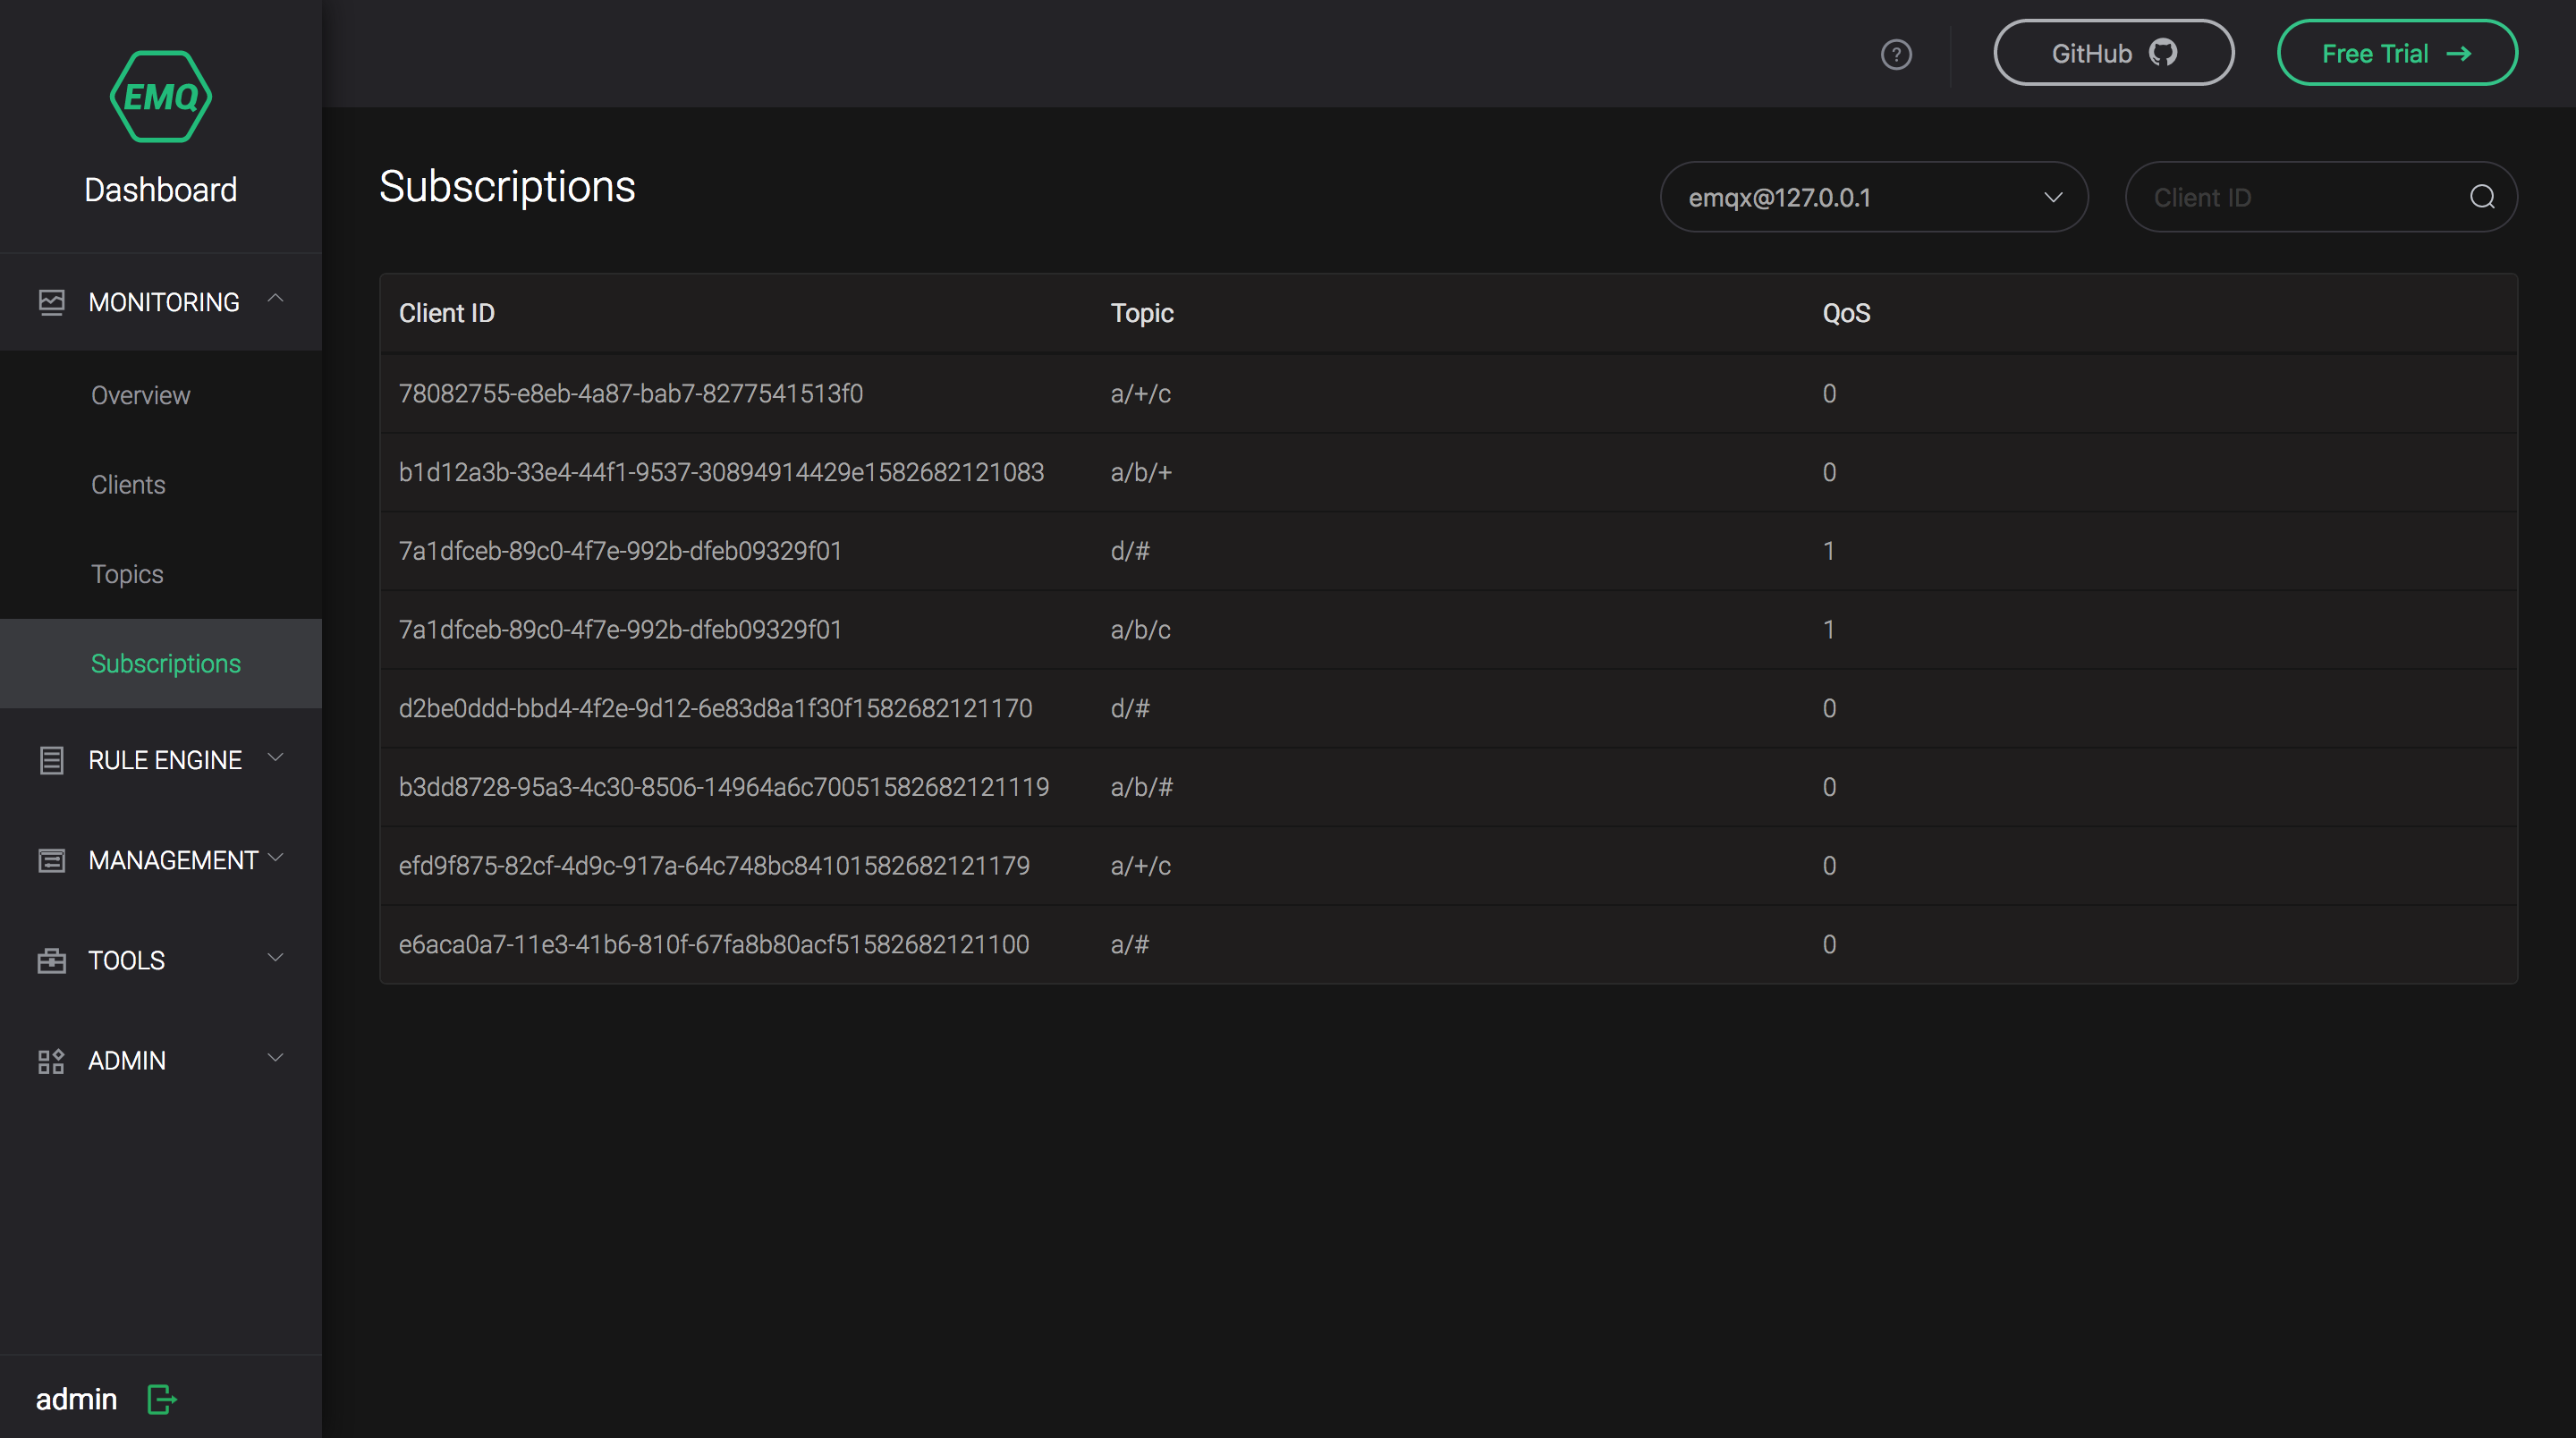 EMQ
Dashboard
MONITORING
Overview
Clients
Topics
Subscriptions
RULE ENGINE
MANAGEMENT
TOOLS
ADMIN
admin
?
GitHub
Free Trial →
Subscriptions
emqx@127.0.0.1
Client ID
Client ID Topic QoS
78082755-e8eb-4a87-bab7-8277541513f0 a/+/c 0
b1d12a3b-33e4-44f1-9537-30894914429e1582682121083 a/b/+ 0
7a1dfceb-89c0-4f7e-992b-dfeb09329f01 d/# 1
7a1dfceb-89c0-4f7e-992b-dfeb09329f01 a/b/c 1
d2be0ddd-bbd4-4f2e-9d12-6e83d8a1f30f1582682121170 d/# 0
b3dd8728-95a3-4c30-8506-14964a6c70051582682121119 a/b/# 0
efd9f875-82cf-4d9c-917a-64c748bc84101582682121179 a/+/c 0
e6aca0a7-11e3-41b6-810f-67fa8b80acf51582682121100 a/# 0